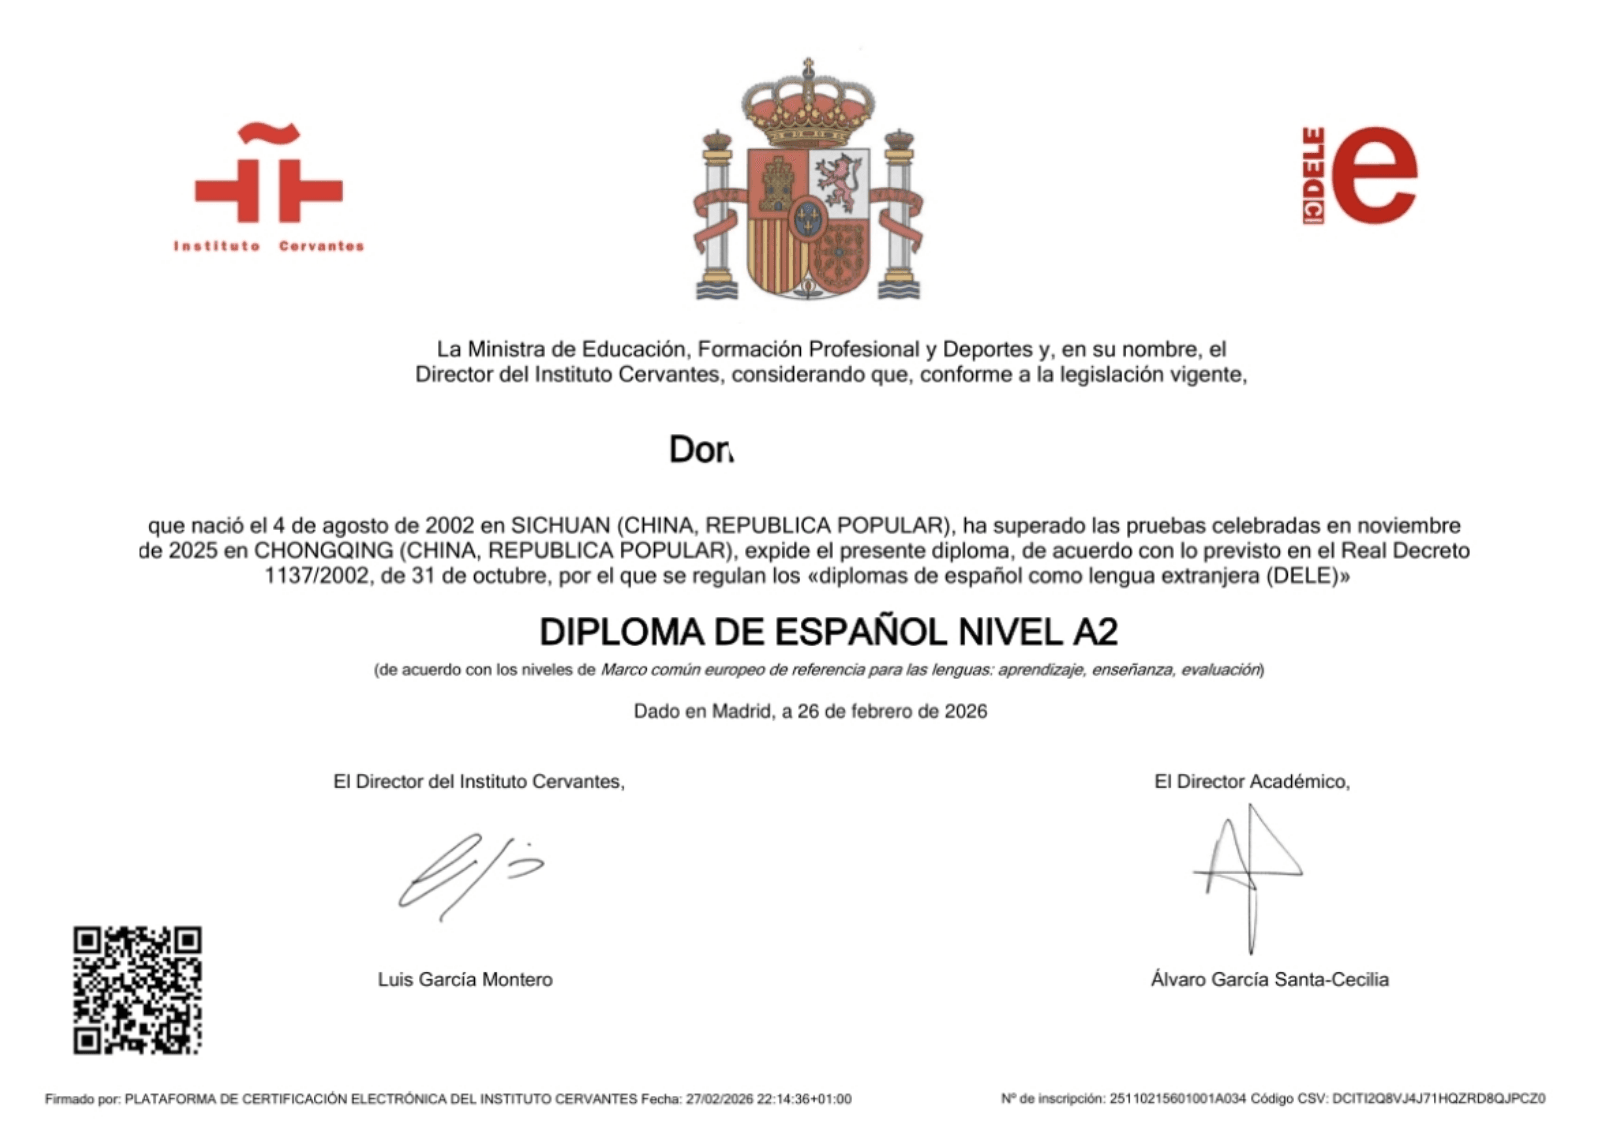 Instituto Cervantes
DELE
e
La Ministra de Educación, Formación Profesional y Deportes y, en su nombre, el
Director del Instituto Cervantes, considerando que, conforme a la legislación vigente,
que nació el 4 de agosto de 2002 en SICHUAN (CHINA, REPUBLICA POPULAR), ha superado las pruebas celebradas en noviembre
de 2025 en CHONGQING (CHINA, REPUBLICA POPULAR), expide el presente diploma, de acuerdo con lo previsto en el Real Decreto
1137/2002, de 31 de octubre, por el que se regulan los «diplomas de español como lengua extranjera (DELE)»
DIPLOMA DE ESPAÑOL NIVEL A2
(de acuerdo con los niveles de Marco común europeo de referencia para las lenguas: aprendizaje, enseñanza, evaluación)
Dado en Madrid, a 26 de febrero de 2026
El Director del Instituto Cervantes,
El Director Académico,
Luis García Montero
Álvaro García Santa-Cecilia
Firmado por: PLATAFORMA DE CERTIFICACIÓN ELECTRÓNICA DEL INSTITUTO CERVANTES Fecha: 27/02/2026 22:14:36+01:00
Nº de inscripción: 25110215601001A034 Código CSV: DCITI2Q8VJ4J71HQZRD8QJPCZ0